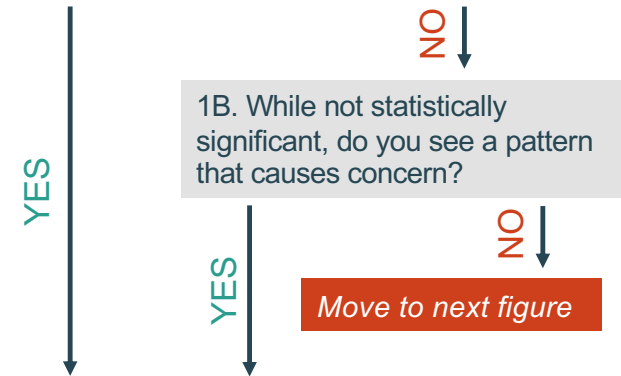 NO
1B. While not statistically
significant, do you see a pattern
that causes concern?
YES
NO
YES
Move to next figure